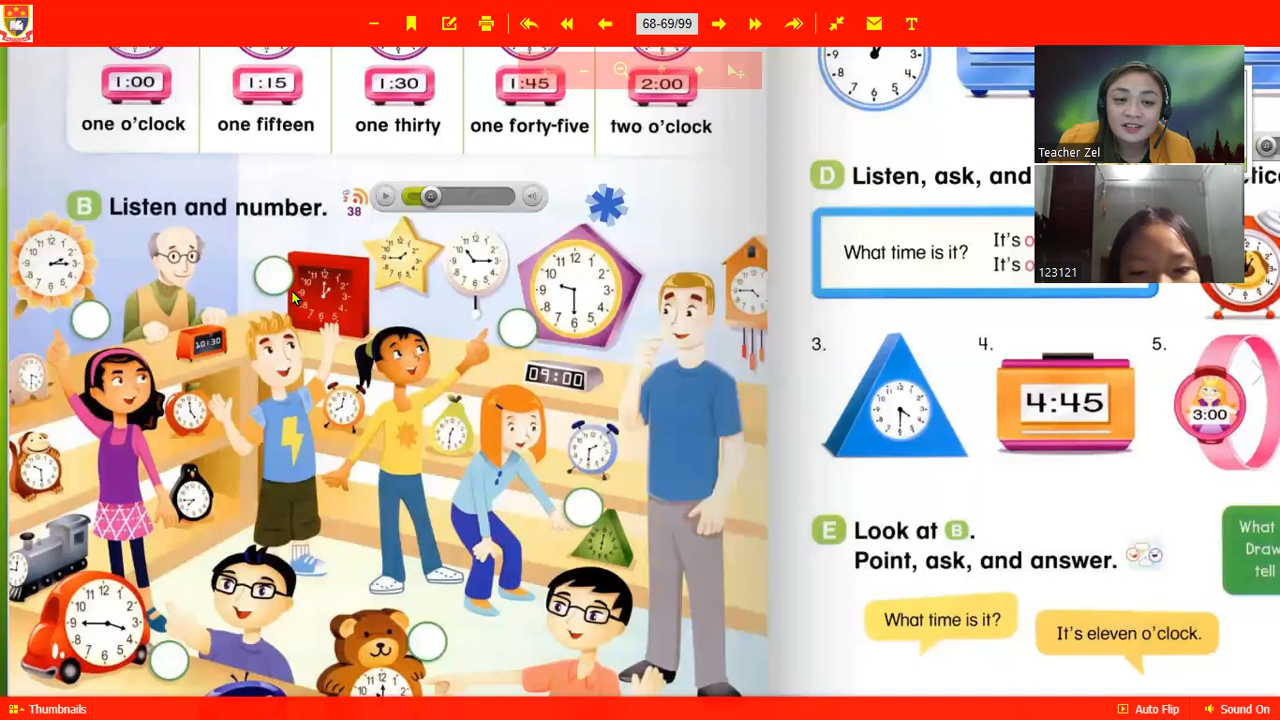 68-69/99
1:00
1:15
1:30
1:45
2:00
one o'clock
one fifteen
one thirty
one forty-five
two o'clock
B Listen and number.
38
10:30
09:00
D Listen, ask, and
What time is it?
It's
It's
3.
4.
5.
4:45
3:00
E Look at B.
Point, ask, and answer.
What time is it?
It's eleven o'clock.
What
Draw
tell
Teacher Zel
123121
Thumbnails
Auto Flip
Sound On